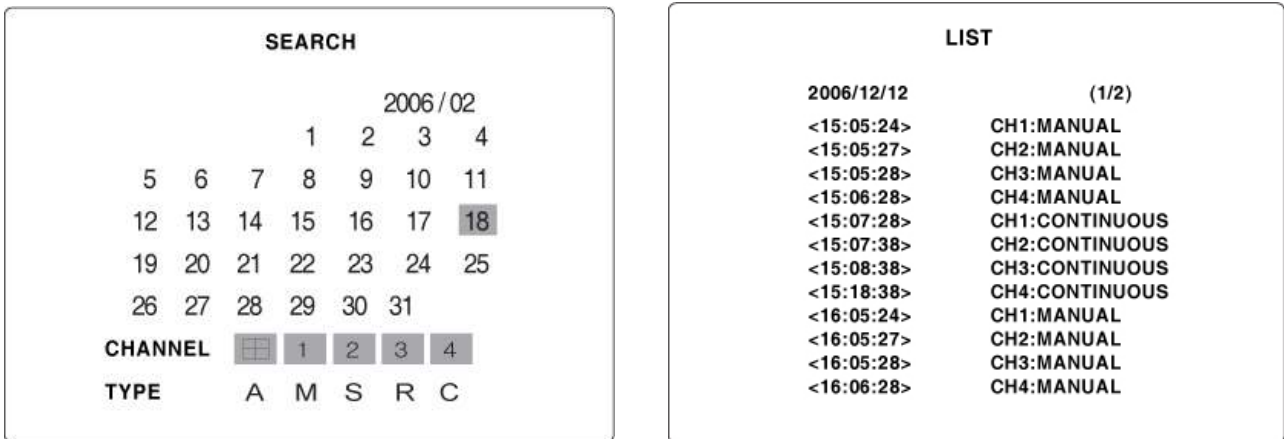 SEARCH
2006 / 02
1 2 3 4
5 6 7 8 9 10 11
12 13 14 15 16 17 18
19 20 21 22 23 24 25
26 27 28 29 30 31
CHANNEL 1 2 3 4
TYPE A M S R C
LIST
2006/12/12 (1/2)
<15:05:24> CH1:MANUAL
<15:05:27> CH2:MANUAL
<15:05:28> CH3:MANUAL
<15:06:28> CH4:MANUAL
<15:07:28> CH1:CONTINUOUS
<15:07:38> CH2:CONTINUOUS
<15:08:38> CH3:CONTINUOUS
<15:18:38> CH4:CONTINUOUS
<16:05:24> CH1:MANUAL
<16:05:27> CH2:MANUAL
<16:05:28> CH3:MANUAL
<16:06:28> CH4:MANUAL